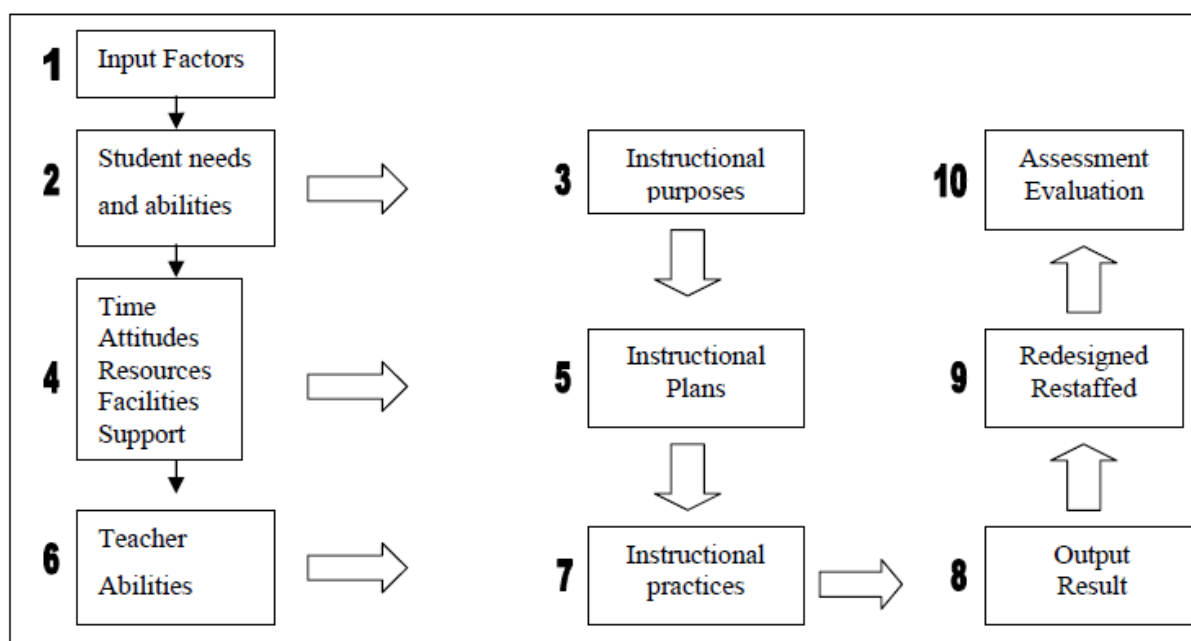 1
Input Factors
2
Student needs
and abilities
3
Instructional
purposes
4
Time
Attitudes
Resources
Facilities
Support
5
Instructional
Plans
6
Teacher
Abilities
7
Instructional
practices
8
Output
Result
9
Redesigned
Restaffed
10
Assessment
Evaluation